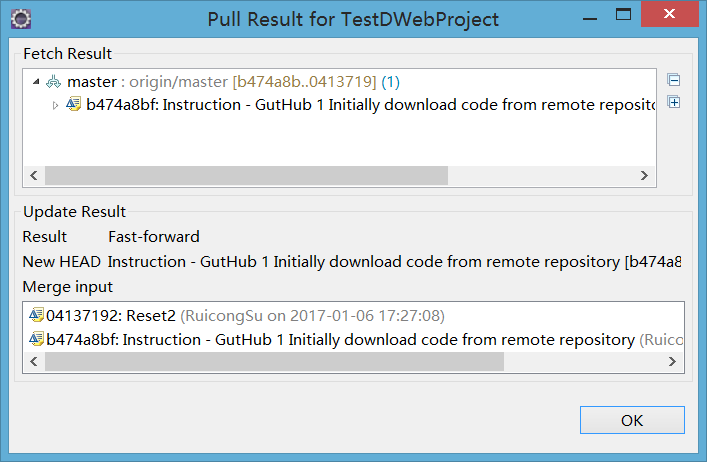 Pull Result for TestDWebProject
Fetch Result
master : origin/master [b474a8b..0413719] (1)
b474a8bf: Instruction - GutHub 1 Initially download code from remote reposito
Update Result
Result Fast-forward
New HEAD Instruction - GutHub 1 Initially download code from remote repository [b474a8
Merge input
04137192: Reset2 (RuicongSu on 2017-01-06 17:27:08)
b474a8bf: Instruction - GutHub 1 Initially download code from remote repository (Ruico
OK